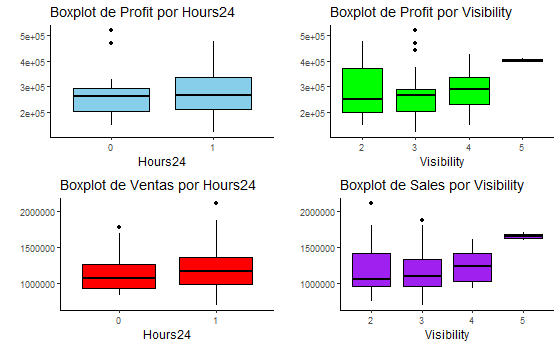 Boxplot de Profit por Hours24
5e+05
4e+05
3e+05
2e+05
0 1
Hours24
Boxplot de Profit por Visibility
5e+05
4e+05
3e+05
2e+05
2 3 4 5
Visibility
Boxplot de Ventas por Hours24
2000000
1500000
1000000
0 1
Hours24
Boxplot de Sales por Visibility
2000000
1500000
1000000
2 3 4 5
Visibility